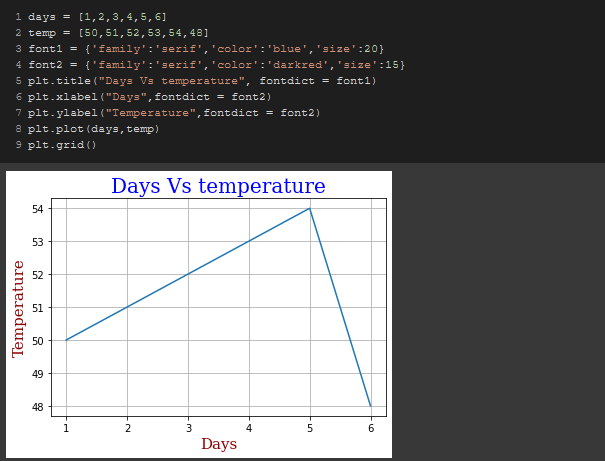 1 days = [1,2,3,4,5,6]
2 temp = [50,51,52,53,54,48]
3 font1 = {'family':'serif','color':'blue','size':20}
4 font2 = {'family':'serif','color':'darkred','size':15}
5 plt.title("Days Vs temperature", fontdict = font1)
6 plt.xlabel("Days",fontdict = font2)
7 plt.ylabel("Temperature",fontdict = font2)
8 plt.plot(days,temp)
9 plt.grid()
Days Vs temperature
Temperature
54
53
52
51
50
49
48
1 2 3 4 5 6
Days